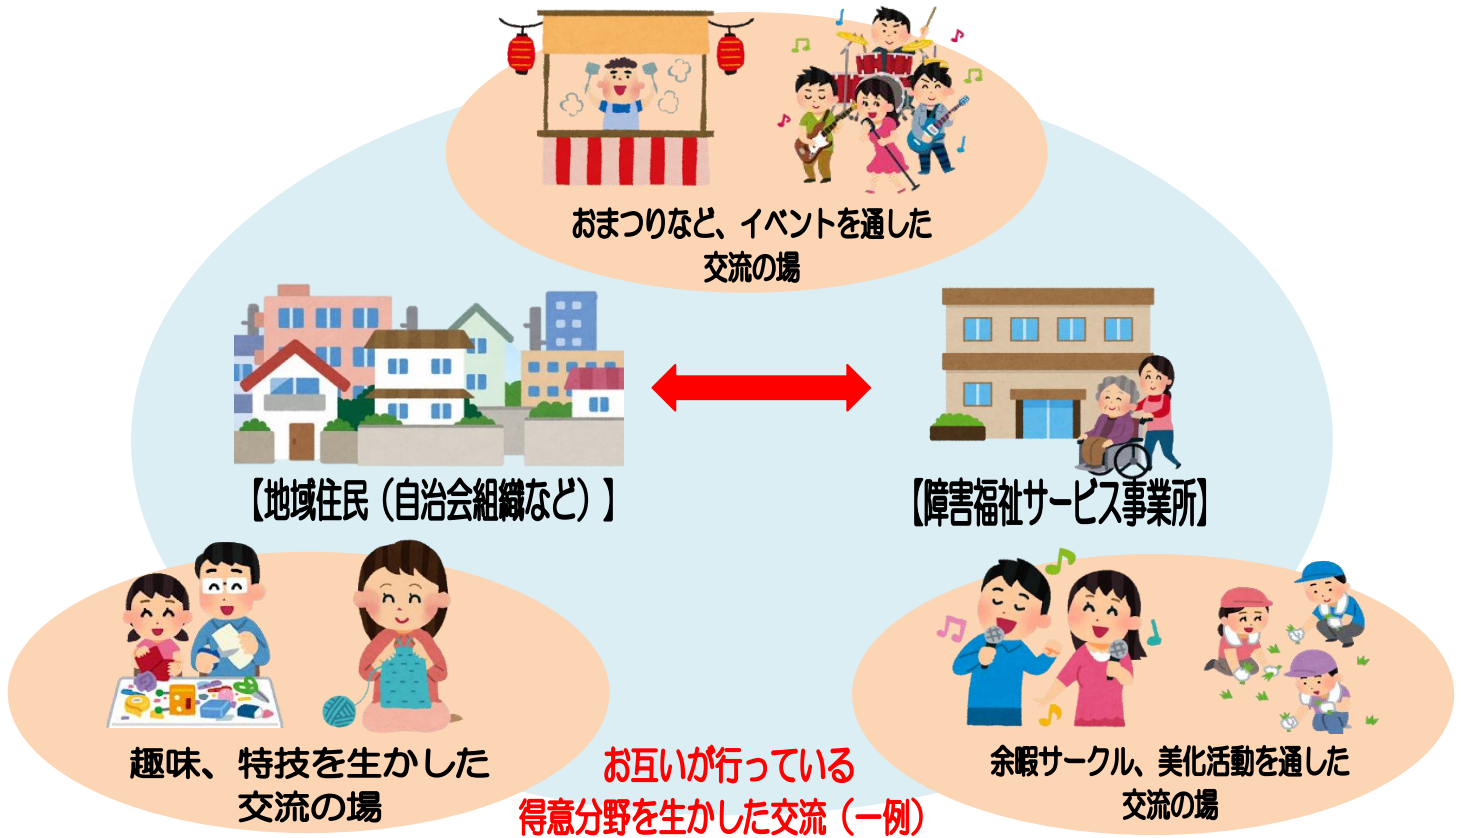 おまつりなど、イベントを通した
交流の場
【地域住民（自治会組織など）】
【障害福祉サービス事業所】
趣味、特技を生かした
交流の場
お互いが行っている
得意分野を生かした交流（一例）
余暇サークル、美化活動を通した
交流の場